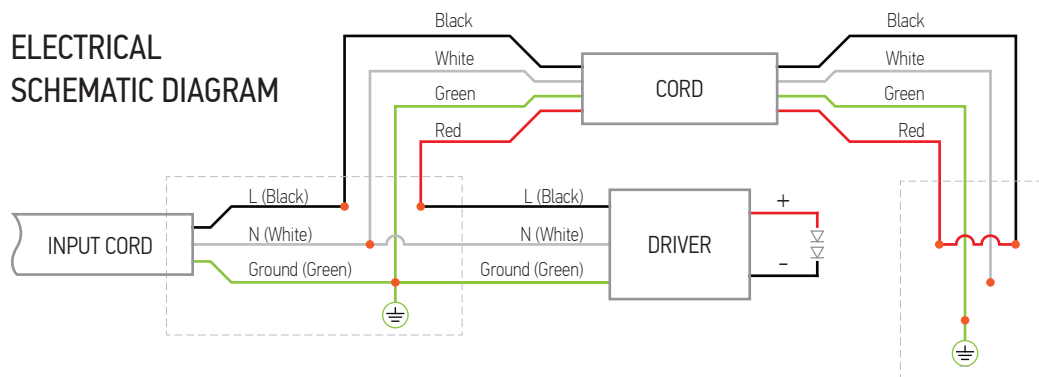 ELECTRICAL
SCHEMATIC DIAGRAM
Black
White
Green
Red
CORD
Black
White
Green
Red
INPUT CORD
L (Black)
N (White)
Ground (Green)
L (Black)
N (White)
Ground (Green)
DRIVER
+
-